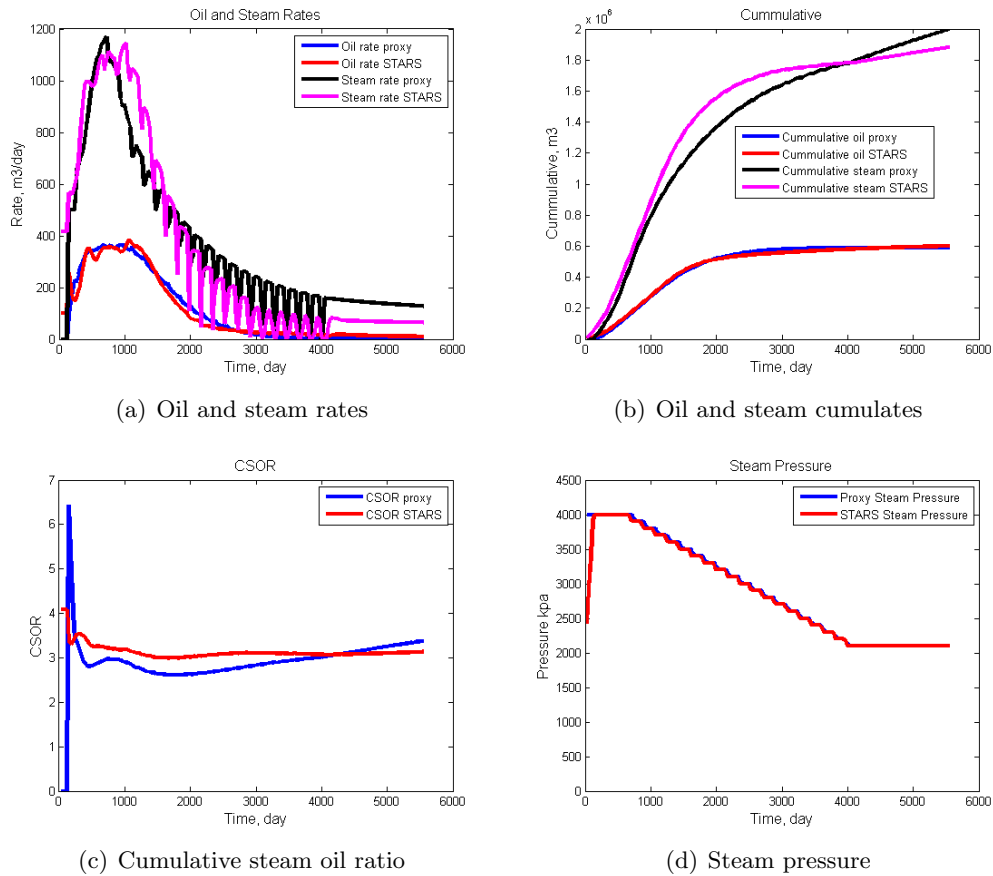 Oil and Steam Rates
1200
1000
800
600
400
200
0
Rate, m3/day
Oil rate proxy
Oil rate STARS
Steam rate proxy
Steam rate STARS
0 1000 2000 3000 4000 5000 6000
Time, day
(a) Oil and steam rates
Cummulative
x 10^6
2
1.8
1.6
1.4
1.2
1
0.8
0.6
0.4
0.2
0
Cummulative, m3
Cummulative oil proxy
Cummulative oil STARS
Cummulative steam proxy
Cummulative steam STARS
0 1000 2000 3000 4000 5000 6000
Time, day
(b) Oil and steam cumulates
CSOR
7
6
5
4
3
2
1
0
CSOR
CSOR proxy
CSOR STARS
0 1000 2000 3000 4000 5000 6000
Time, day
(c) Cumulative steam oil ratio
Steam Pressure
4500
4000
3500
3000
2500
2000
1500
1000
500
0
Pressure kpa
Proxy Steam Pressure
STARS Steam Pressure
0 1000 2000 3000 4000 5000 6000
Time, day
(d) Steam pressure